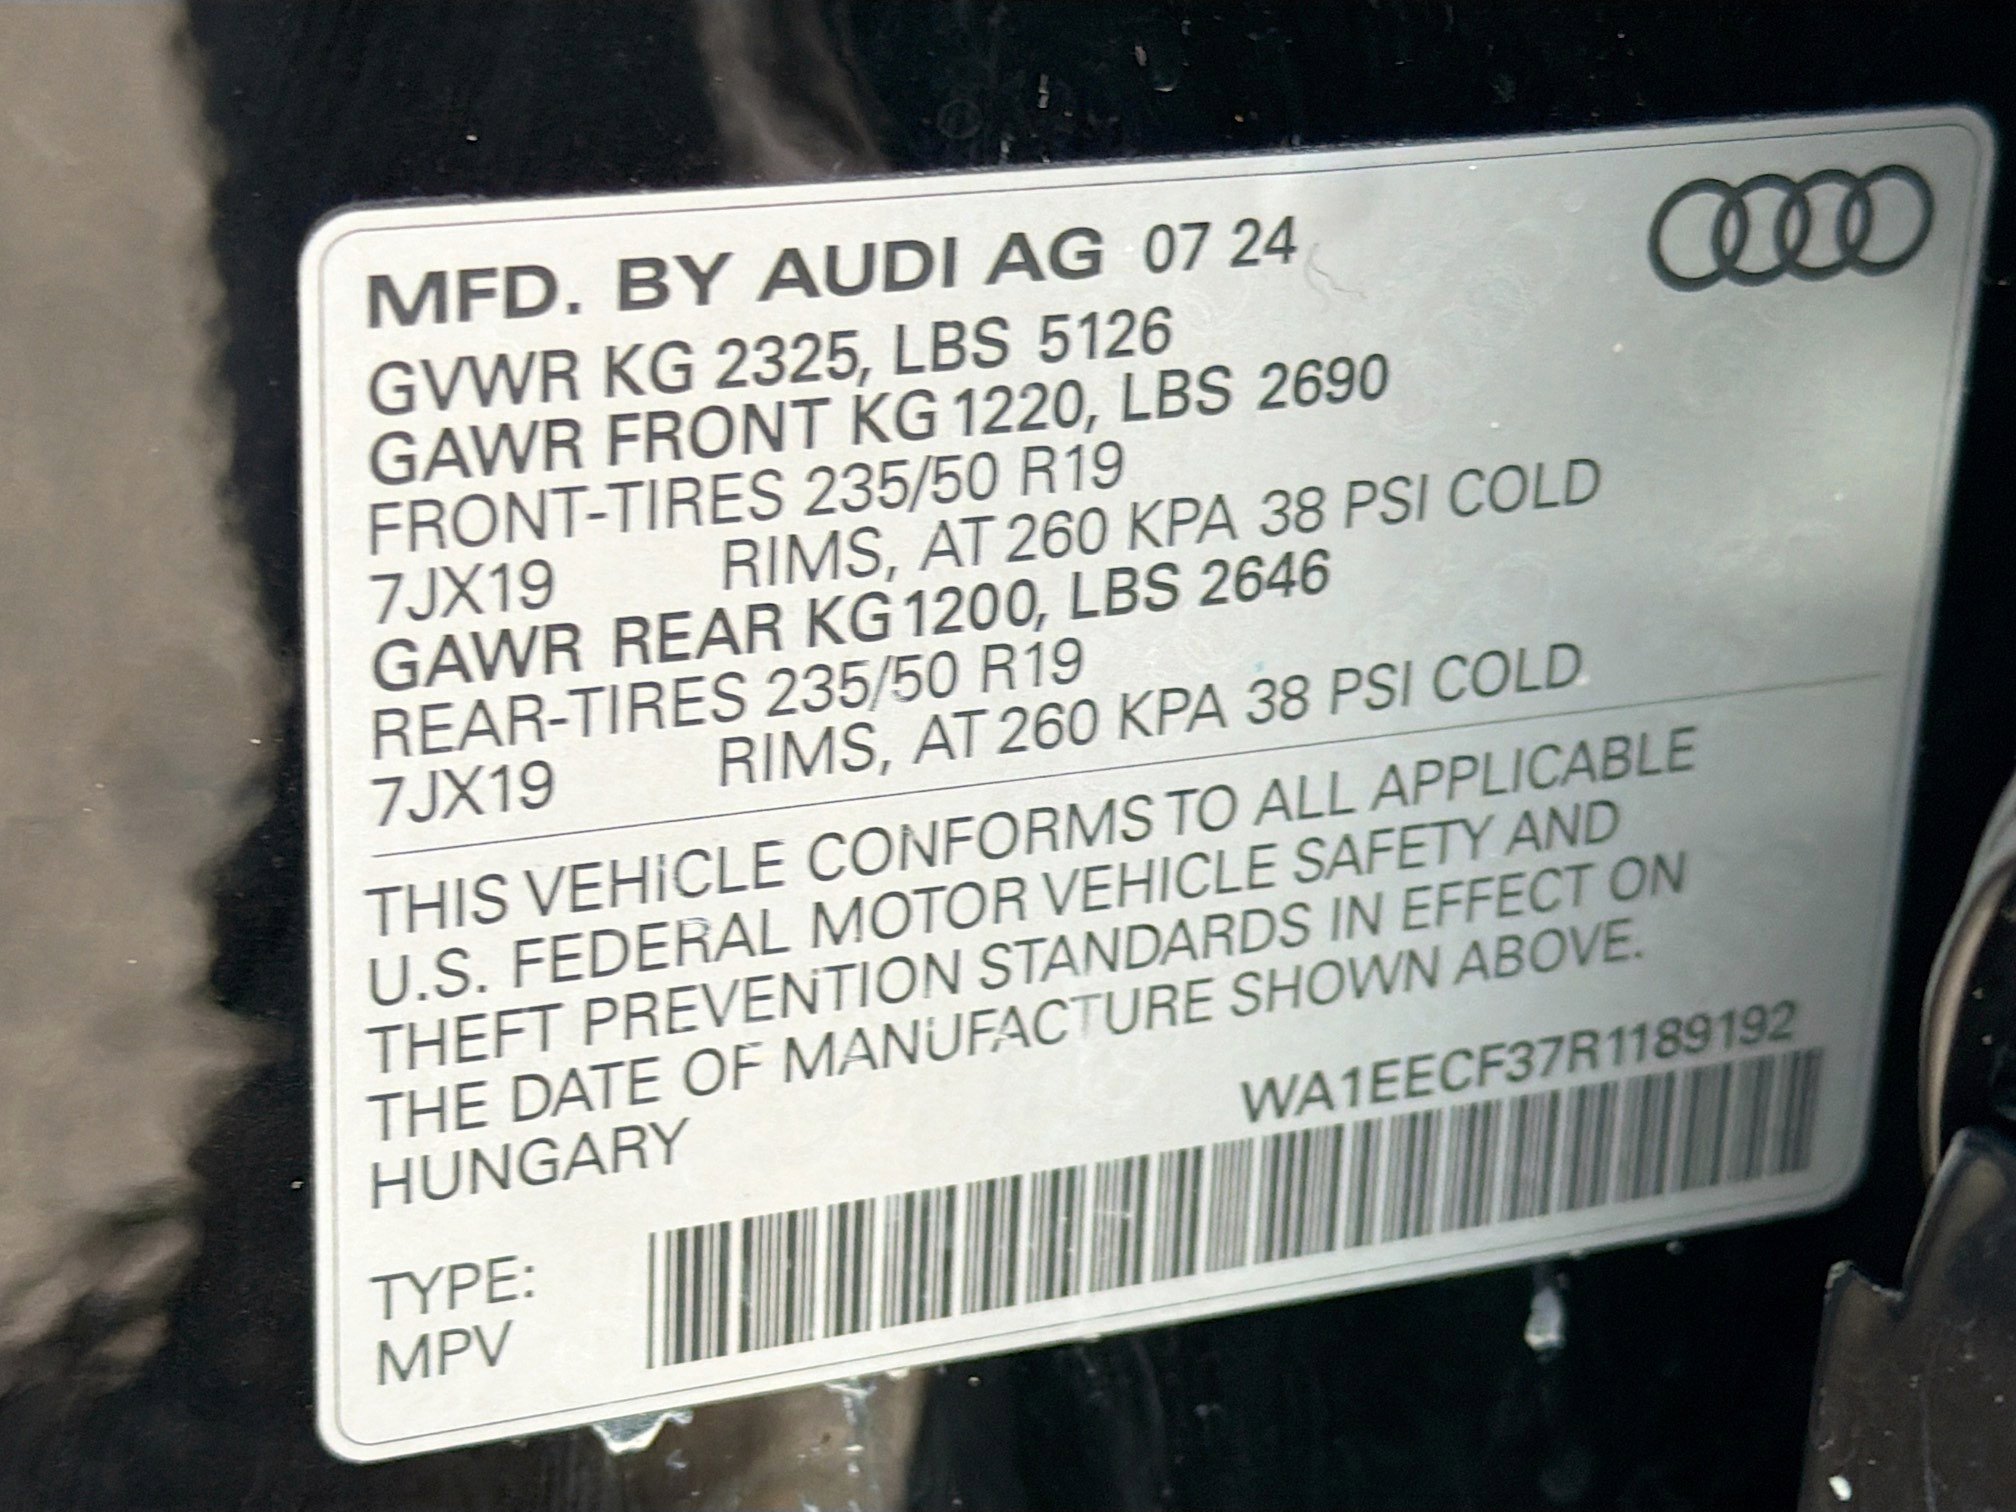 MFD. BY AUDI AG 07 24
GVWR KG 2325, LBS 5126
GAWR FRONT KG 1220, LBS 2690
FRONT-TIRES 235/50 R19
7JX19 RIMS, AT 260 KPA 38 PSI COLD
GAWR REAR KG 1200, LBS 2646
REAR-TIRES 235/50 R19
7JX19 RIMS, AT 260 KPA 38 PSI COLD
THIS VEHICLE CONFORMS TO ALL APPLICABLE
U.S. FEDERAL MOTOR VEHICLE SAFETY AND
THEFT PREVENTION STANDARDS IN EFFECT ON
THE DATE OF MANUFACTURE SHOWN ABOVE.
HUNGARY
WA1EECF37R1189192
TYPE:
MPV